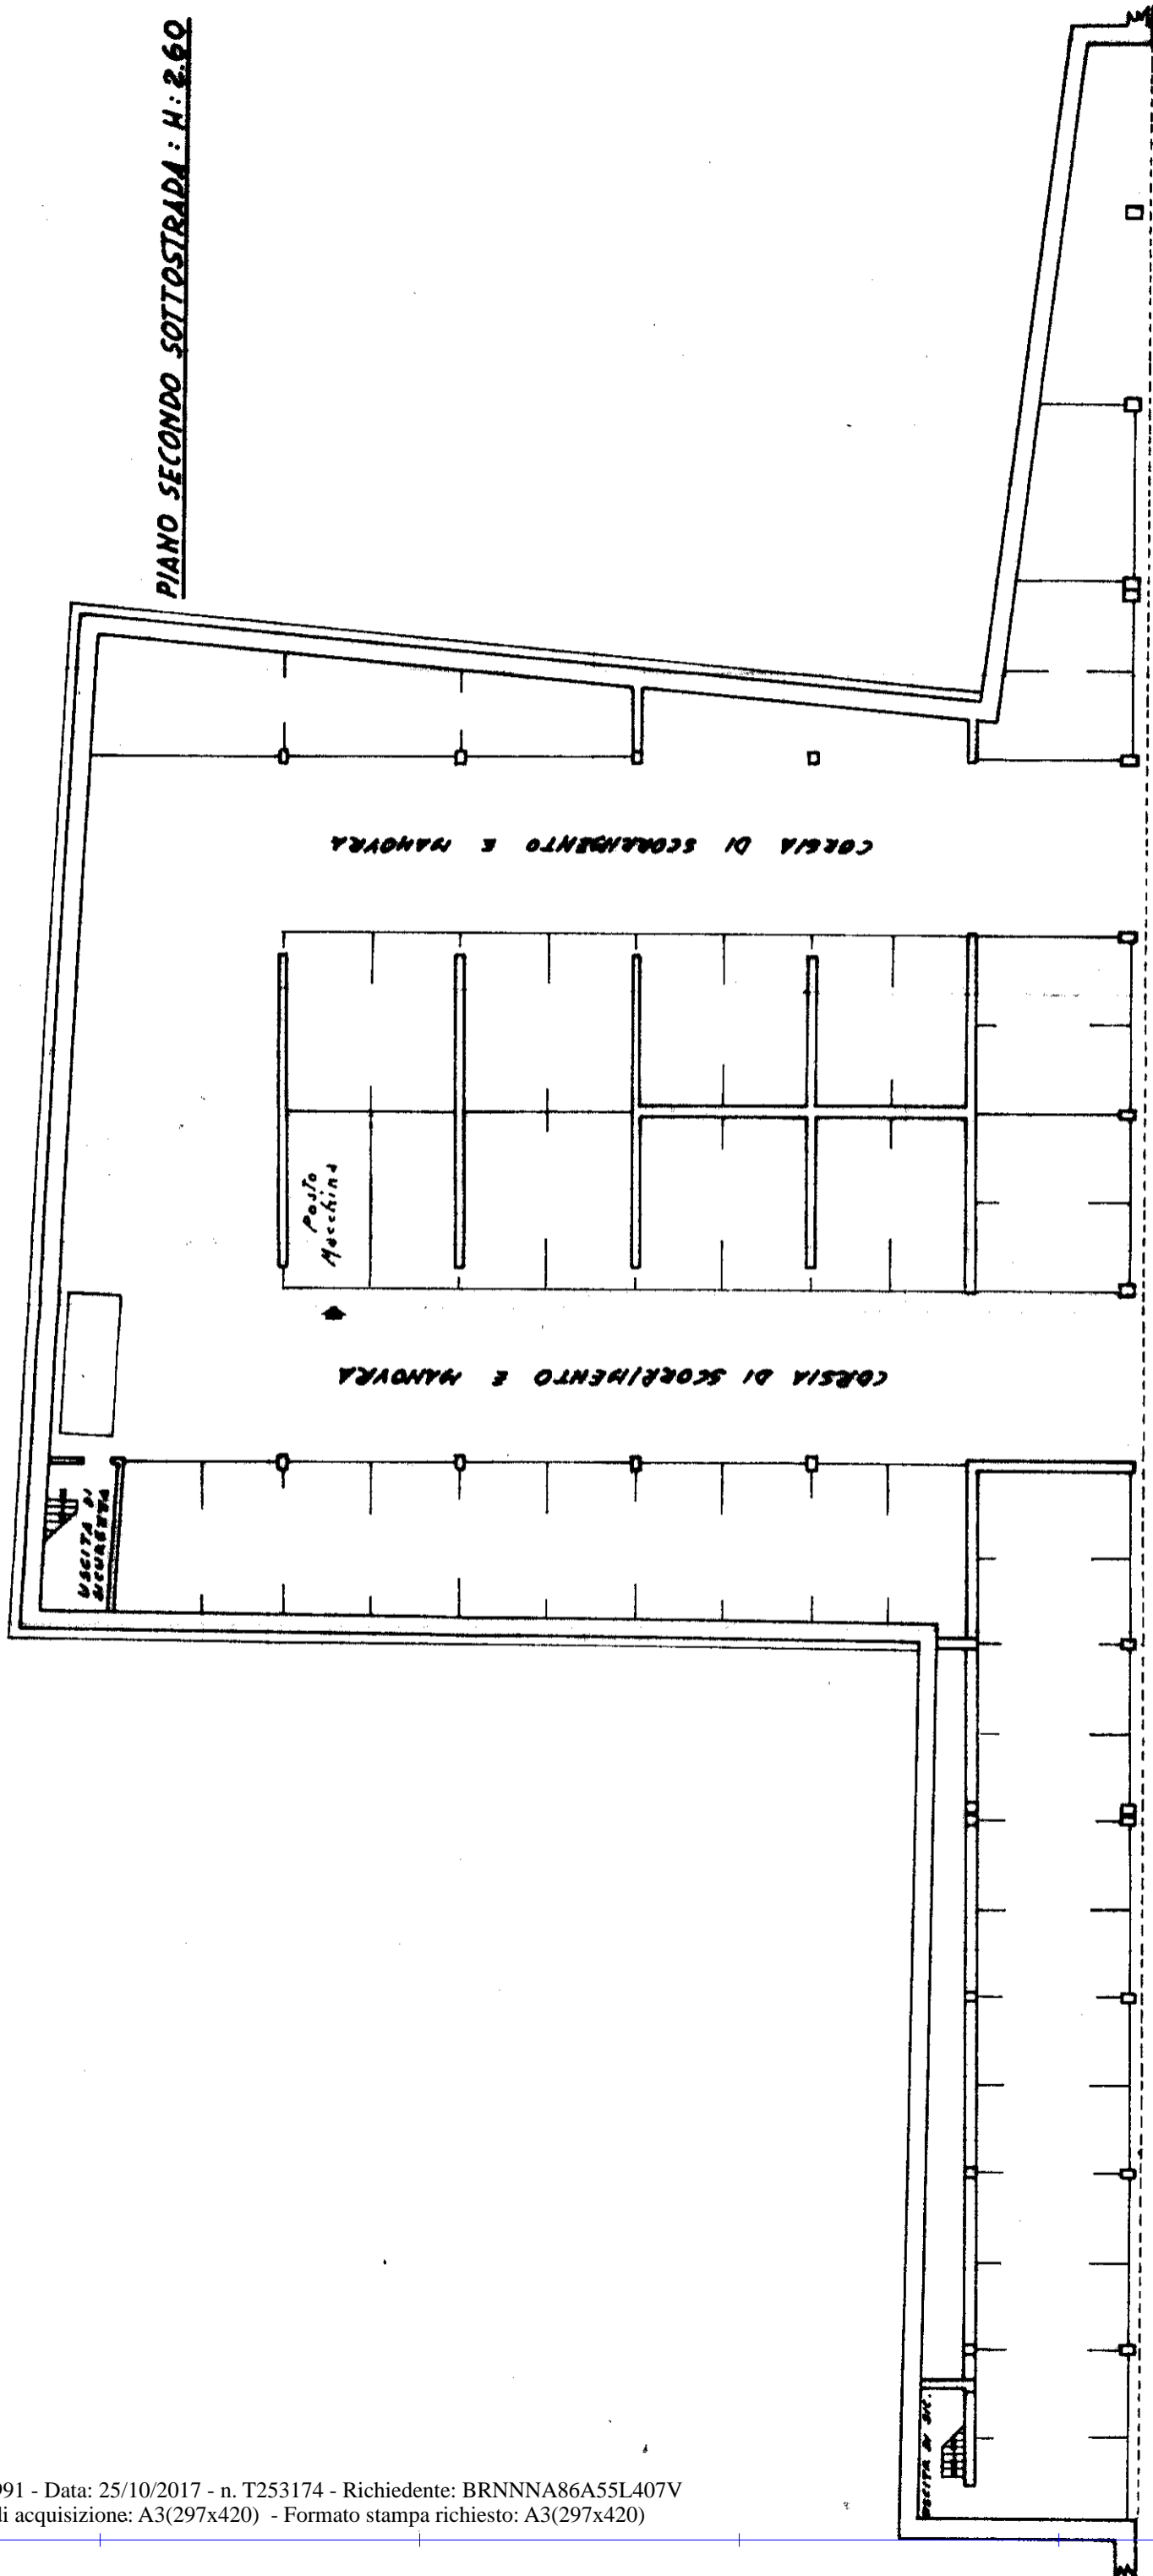 PIANO SECONDO SOTTOSTRADA : H: 2.60
CORSIA DI SCORRIMENTO E MANOVRA
Posto
Macchina
CORSIA DI SCORRIMENTO E MANOVRA
USCITA DI
SICUREZZA
USCITA DI SIC.
991 - Data: 25/10/2017 - n. T253174 - Richiedente: BRNNNA86A55L407V
di acquisizione: A3(297x420) - Formato stampa richiesto: A3(297x420)